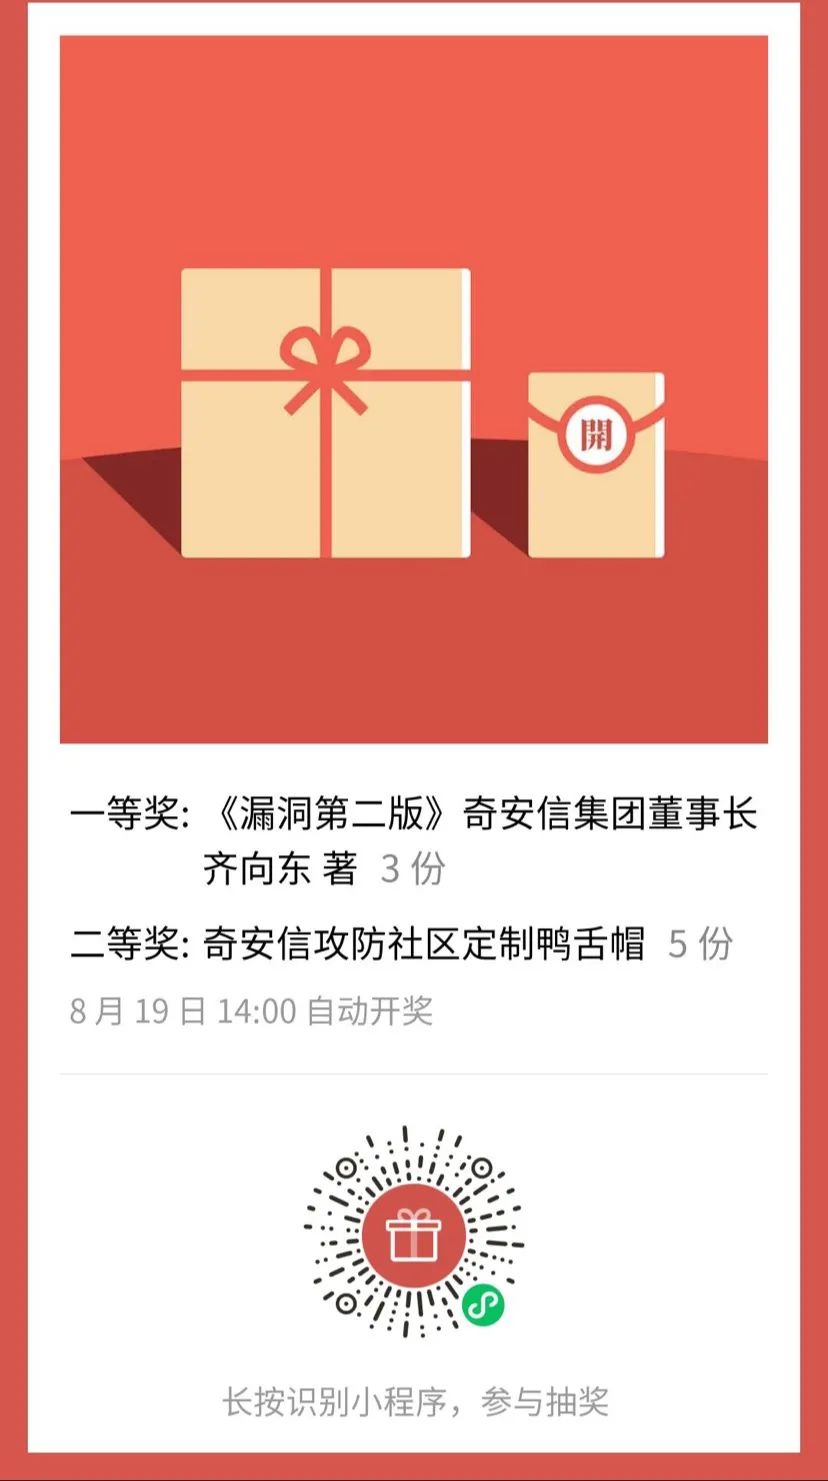 開
一等奖: 《漏洞第二版》奇安信集团董事长
齐向东 著 3 份
二等奖: 奇安信攻防社区定制鸭舌帽 5 份
8 月 19 日 14:00 自动开奖
长按识别小程序，参与抽奖